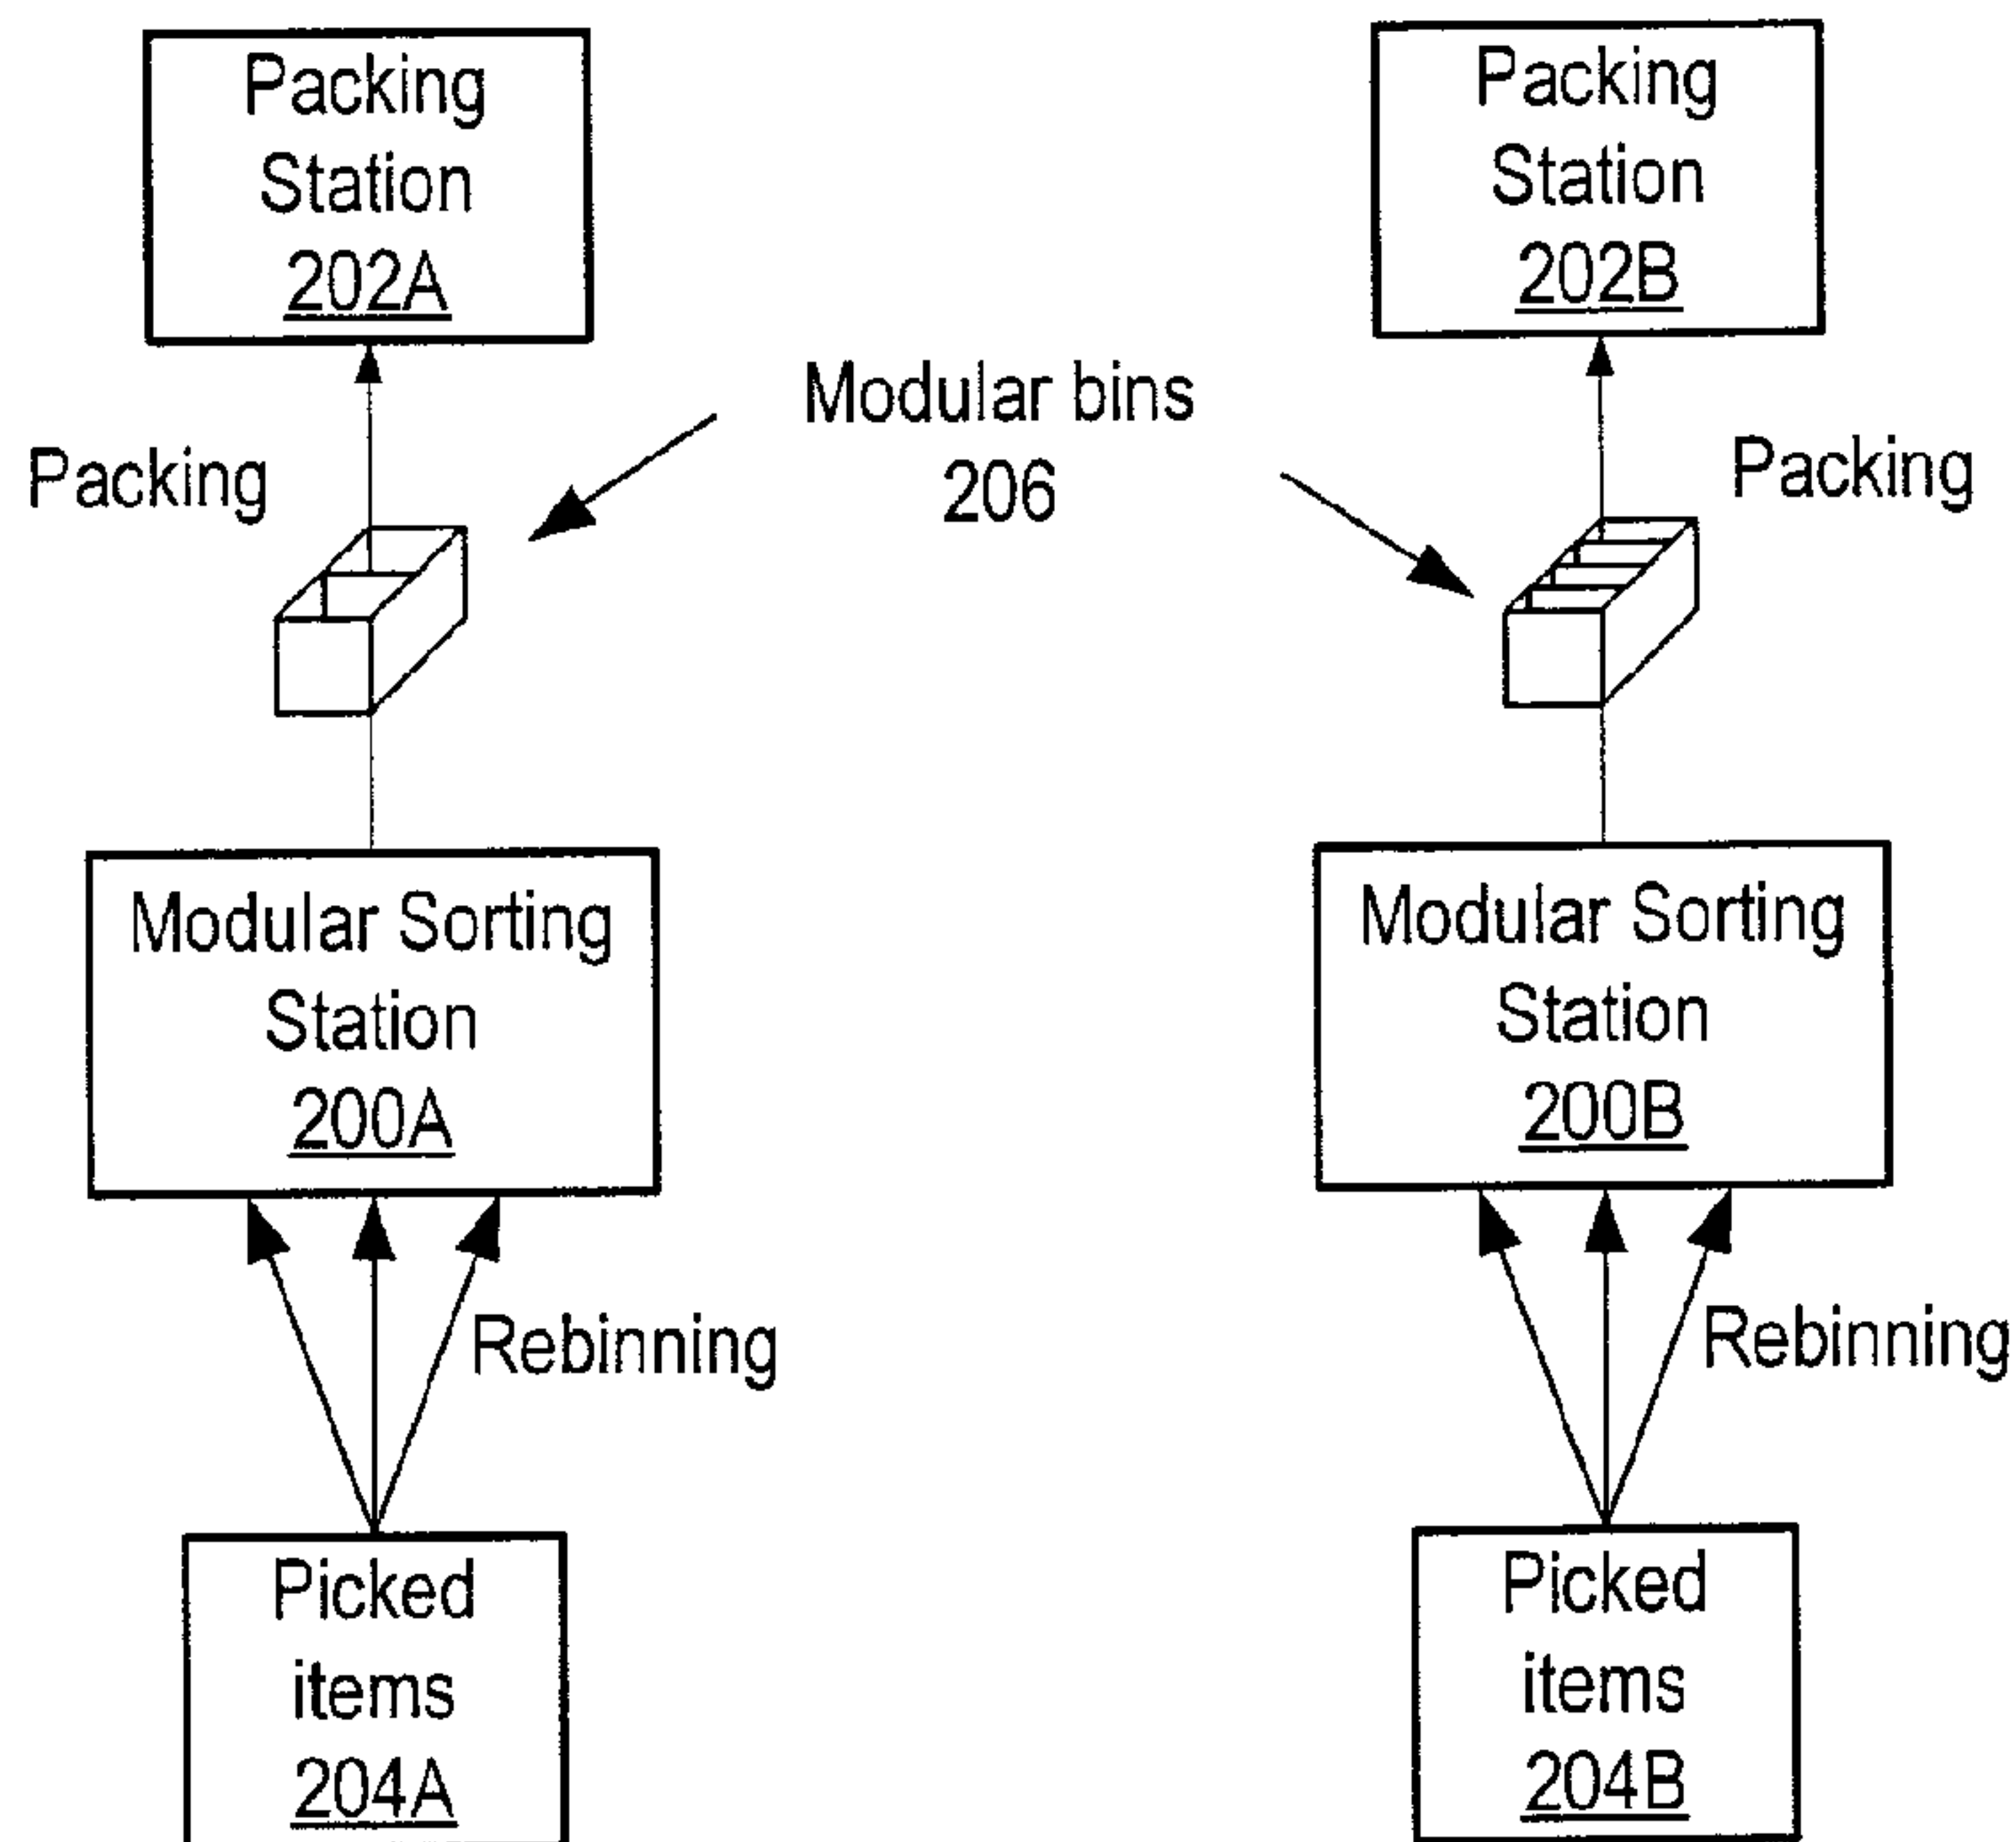 Packing
Station
202A
Packing
Station
202B
Modular bins
206
Packing
Packing
Modular Sorting
Station
200A
Modular Sorting
Station
200B
Rebinning
Rebinning
Picked
items
204A
Picked
items
204B